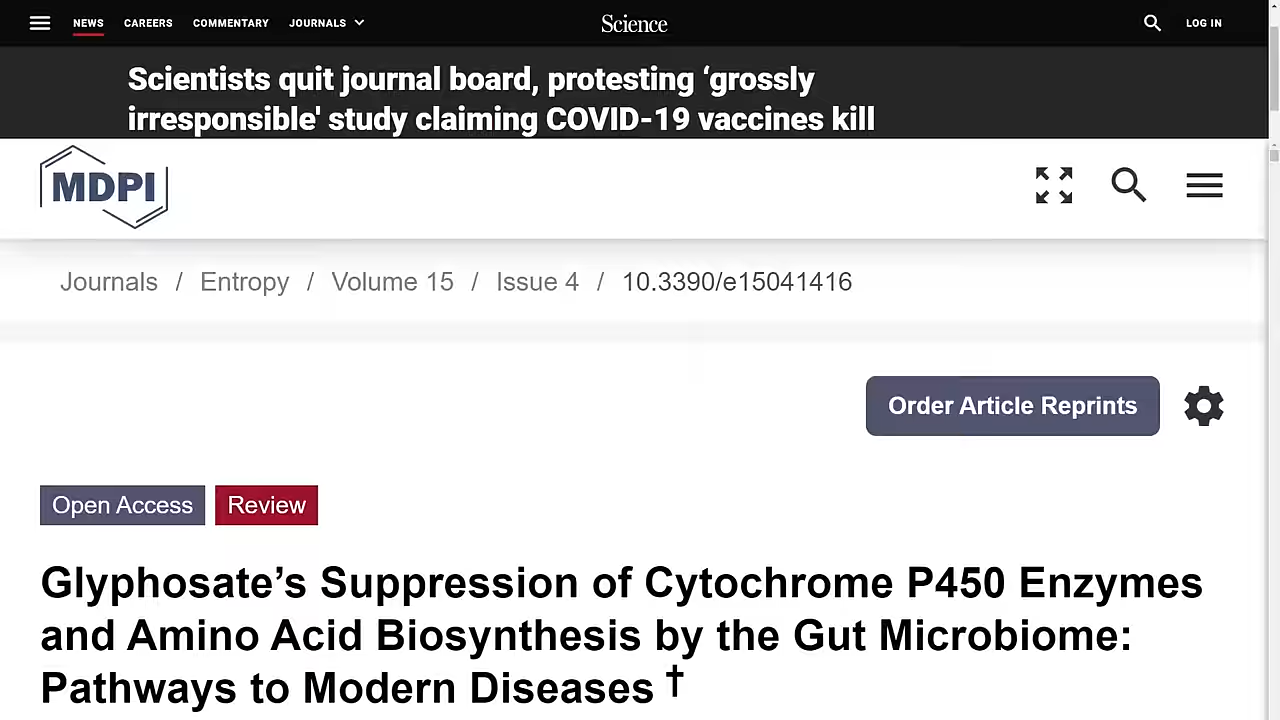 NEWS CAREERS COMMENTARY JOURNALS Science LOG IN
Scientists quit journal board, protesting ‘grossly
irresponsible' study claiming COVID-19 vaccines kill
MDPI
Journals / Entropy / Volume 15 / Issue 4 / 10.3390/e15041416
Order Article Reprints
Open Access Review
Glyphosate’s Suppression of Cytochrome P450 Enzymes
and Amino Acid Biosynthesis by the Gut Microbiome:
Pathways to Modern Diseases †